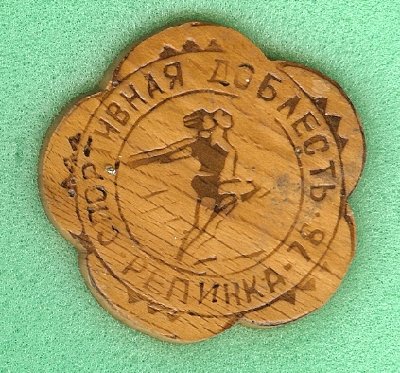 СПОРТИВНАЯ ДОБЛЕСТЬ
РЕПИНКА-76